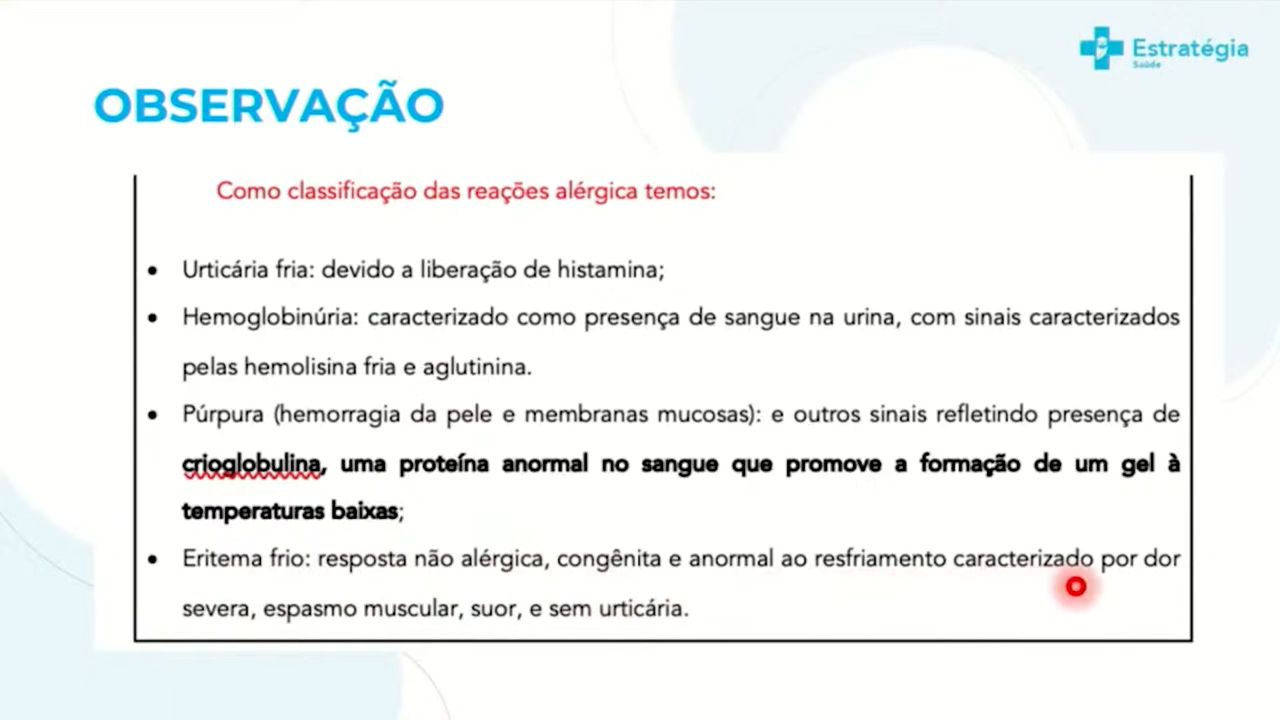 Estratégia
Saúde
OBSERVAÇÃO
Como classificação das reações alérgica temos:
• Urticária fria: devido a liberação de histamina;
• Hemoglobinúria: caracterizado como presença de sangue na urina, com sinais caracterizados
pelas hemolisina fria e aglutinina.
• Púrpura (hemorragia da pele e membranas mucosas): e outros sinais refletindo presença de
crioglobulina, uma proteína anormal no sangue que promove a formação de um gel à
temperaturas baixas;
• Eritema frio: resposta não alérgica, congênita e anormal ao resfriamento caracterizado por dor
severa, espasmo muscular, suor, e sem urticária.